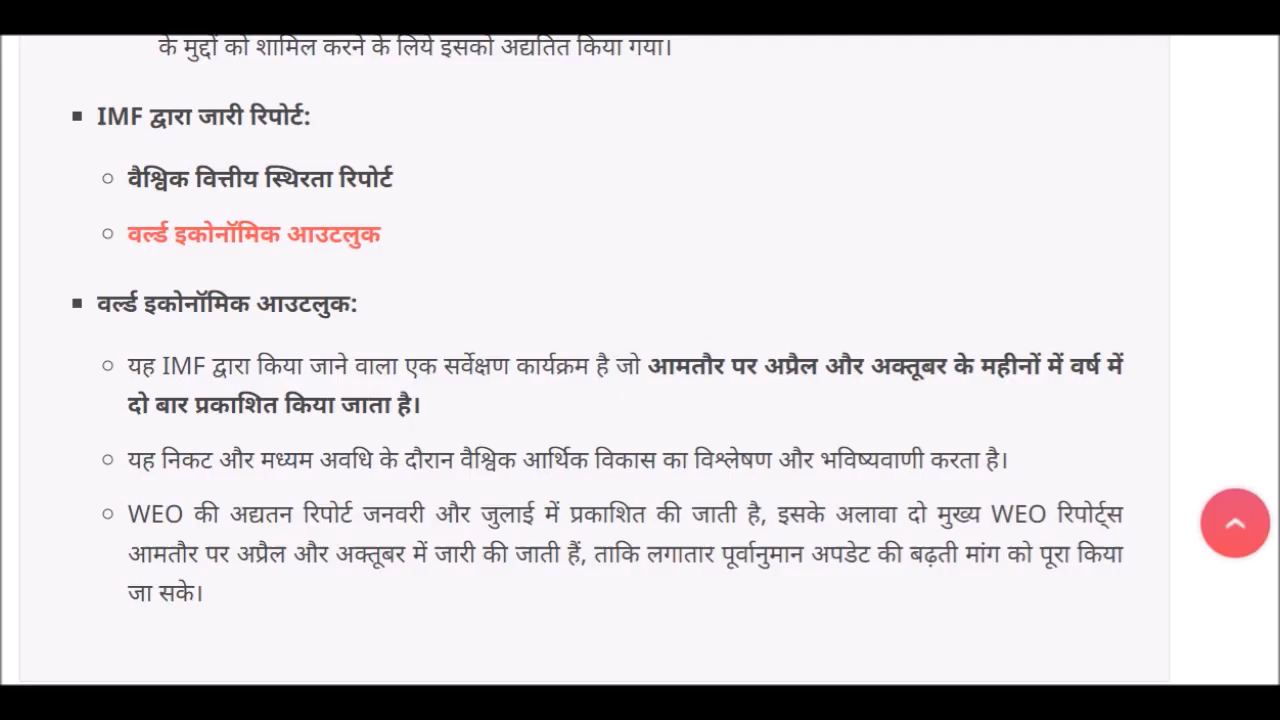 के मुद्दों को शामिल करने के लिये इसको अद्यतित किया गया।
IMF द्वारा जारी रिपोर्ट:
वैश्विक वित्तीय स्थिरता रिपोर्ट
वर्ल्ड इकोनॉमिक आउटलुक
वर्ल्ड इकोनॉमिक आउटलुक:
यह IMF द्वारा किया जाने वाला एक सर्वेक्षण कार्यक्रम है जो आमतौर पर अप्रैल और अक्तूबर के महीनों में वर्ष में
दो बार प्रकाशित किया जाता है।
यह निकट और मध्यम अवधि के दौरान वैश्विक आर्थिक विकास का विश्लेषण और भविष्यवाणी करता है।
WEO की अद्यतन रिपोर्ट जनवरी और जुलाई में प्रकाशित की जाती है, इसके अलावा दो मुख्य WEO रिपोर्ट्स
आमतौर पर अप्रैल और अक्तूबर में जारी की जाती हैं, ताकि लगातार पूर्वानुमान अपडेट की बढ़ती मांग को पूरा किया
जा सके।